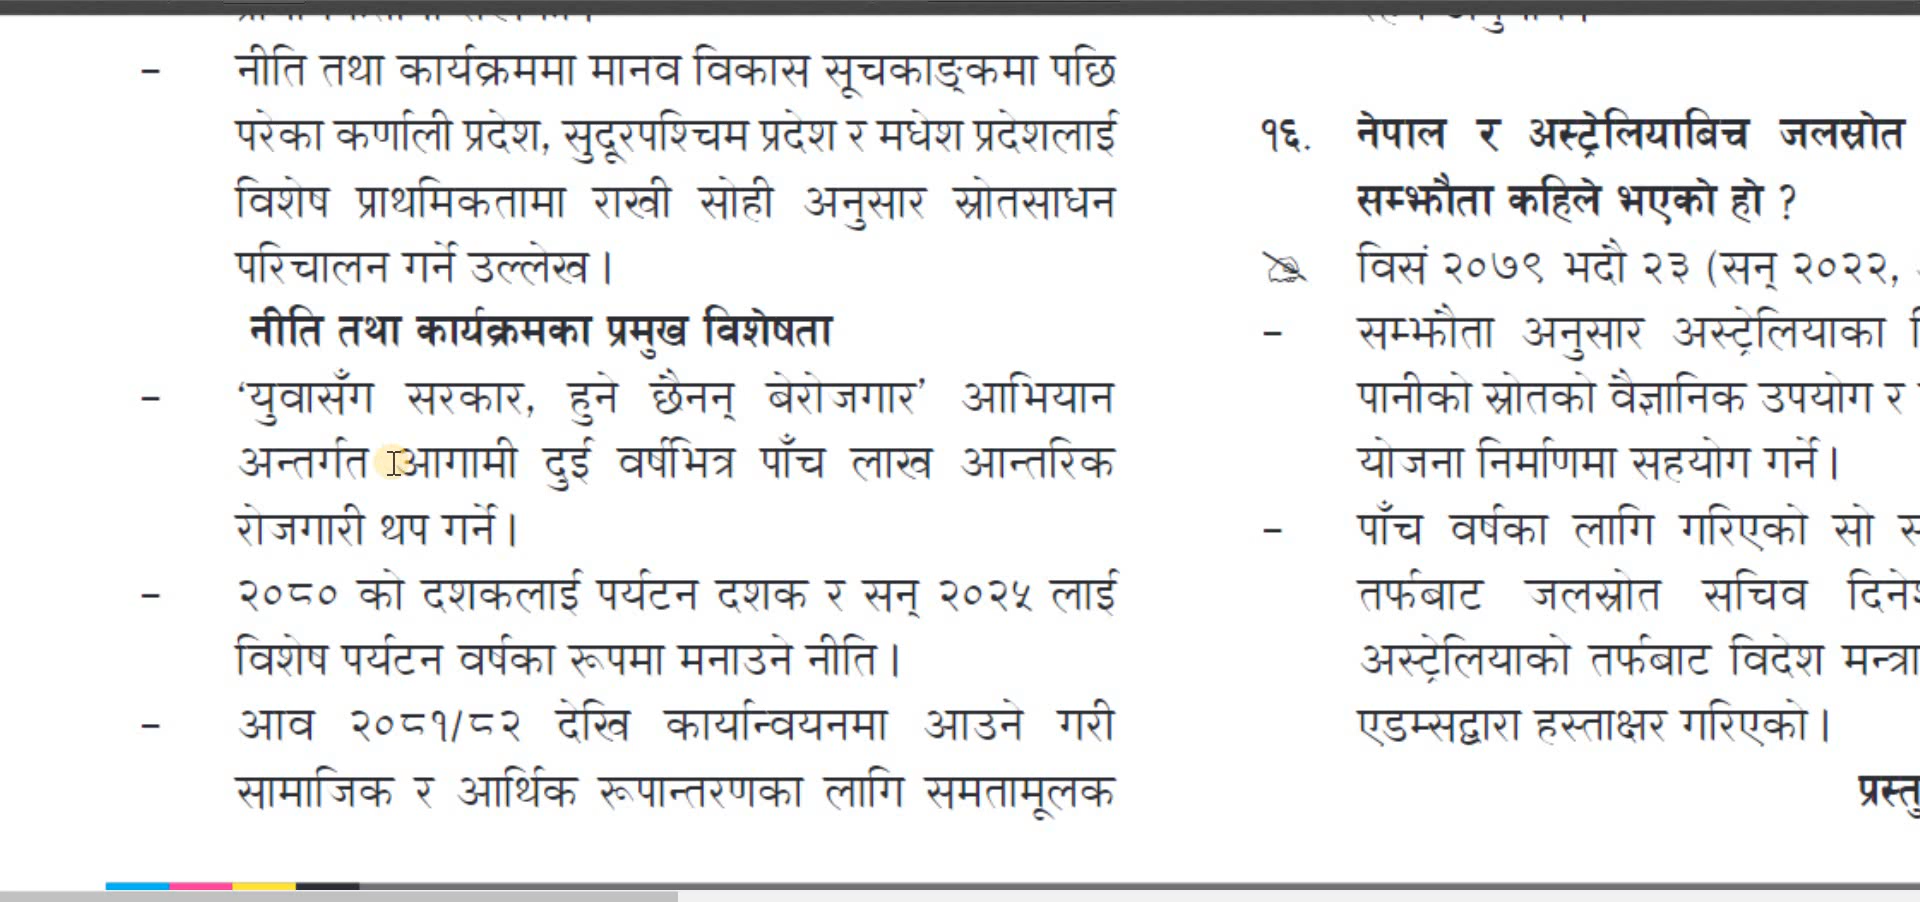 - नीति तथा कार्यक्रममा मानव विकास सूचकाङ्कमा पछि
परेका कर्णाली प्रदेश, सुदूरपश्चिम प्रदेश र मधेश प्रदेशलाई
विशेष प्राथमिकतामा राखी सोही अनुसार स्रोतसाधन
परिचालन गर्ने उल्लेख।
नीति तथा कार्यक्रमका प्रमुख विशेषता
- ‘युवासँग सरकार, हुने छैनन् बेरोजगार’ आभियान
अन्तर्गत आगामी दुई वर्षभित्र पाँच लाख आन्तरिक
रोजगारी थप गर्ने।
- २०८० को दशकलाई पर्यटन दशक र सन् २०२५ लाई
विशेष पर्यटन वर्षका रूपमा मनाउने नीति।
- आव २०८१/८२ देखि कार्यान्वयनमा आउने गरी
सामाजिक र आर्थिक रूपान्तरणका लागि समतामूलक
१६. नेपाल र अस्ट्रेलियाबिच जलस्रोत
सम्झौता कहिले भएको हो ?
विसं २०७९ भदौ २३ (सन् २०२२,
- सम्झौता अनुसार अस्ट्रेलियाका
पानीको स्रोतको वैज्ञानिक उपयोग र
योजना निर्माणमा सहयोग गर्ने।
- पाँच वर्षका लागि गरिएको सो
तर्फबाट जलस्रोत सचिव
अस्ट्रेलियाको तर्फबाट विदेश
एडम्सद्वारा हस्ताक्षर गरिएको।